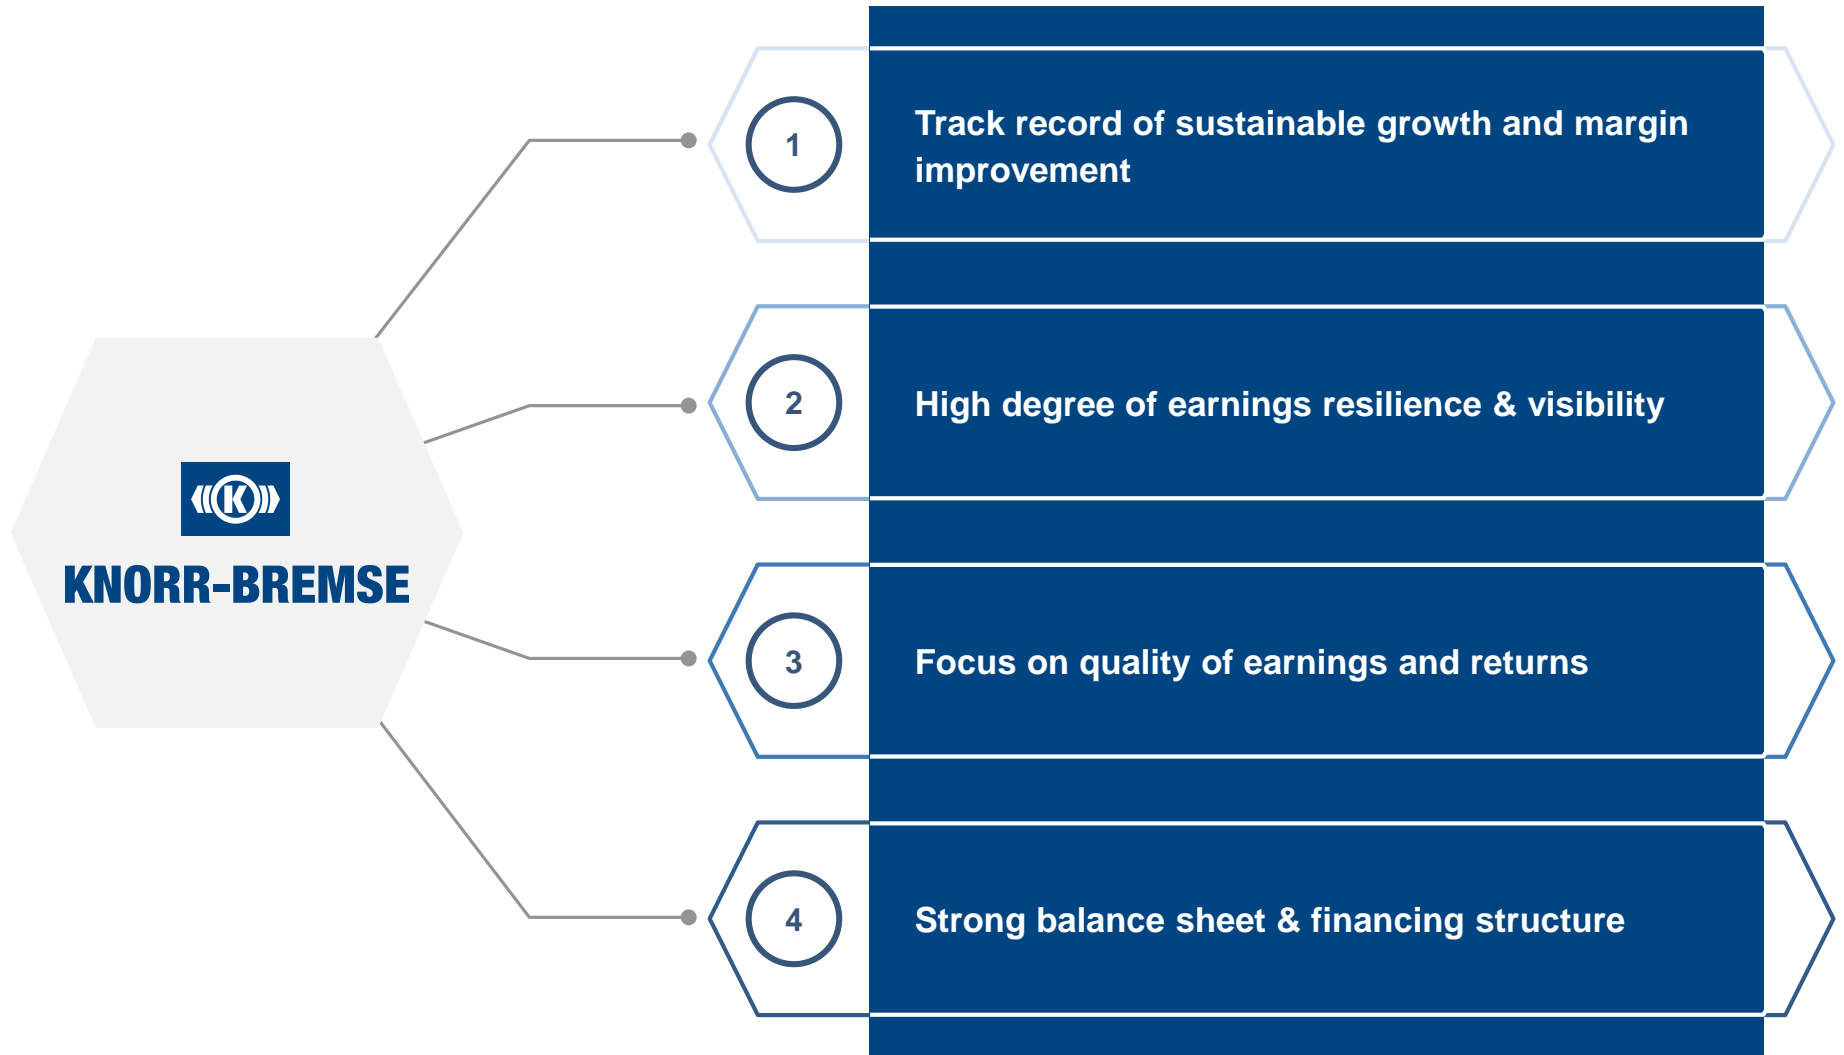 1
Track record of sustainable growth and margin
improvement
2
High degree of earnings resilience & visibility
K
KNORR-BREMSE
3
Focus on quality of earnings and returns
4
Strong balance sheet & financing structure